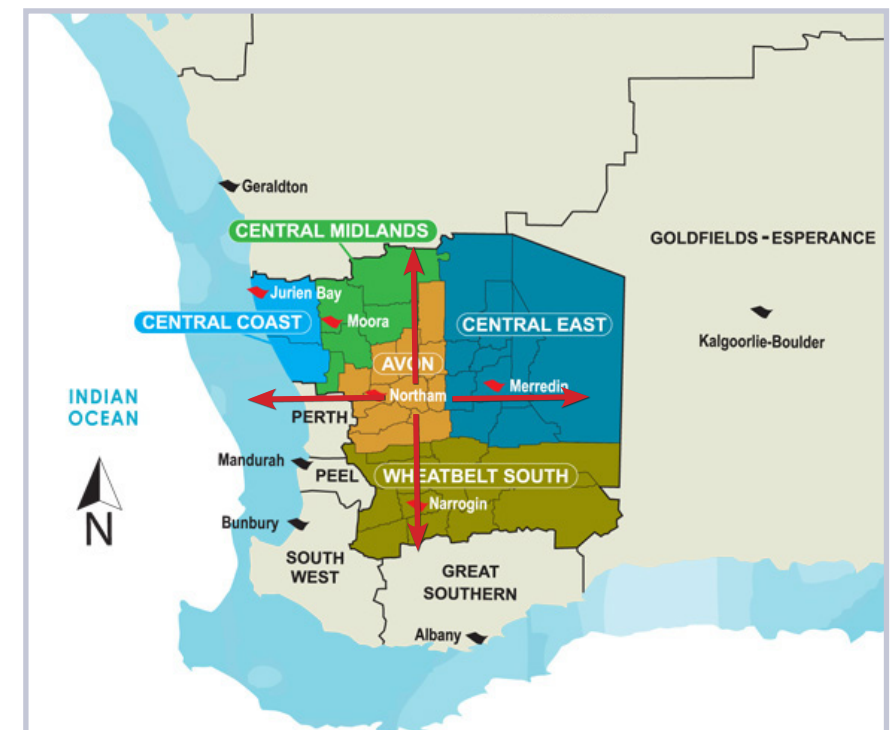 Geraldton
CENTRAL MIDLANDS
GOLDFIELDS - ESPERANCE
Jurien Bay
CENTRAL COAST
Moora
CENTRAL EAST
Kalgoorlie-Boulder
AVON
Merredin
INDIAN
OCEAN
Northam
PERTH
Mandurah
PEEL
WHEATBELT SOUTH
Narrogin
N
Bunbury
SOUTH
WEST
GREAT
SOUTHERN
Albany